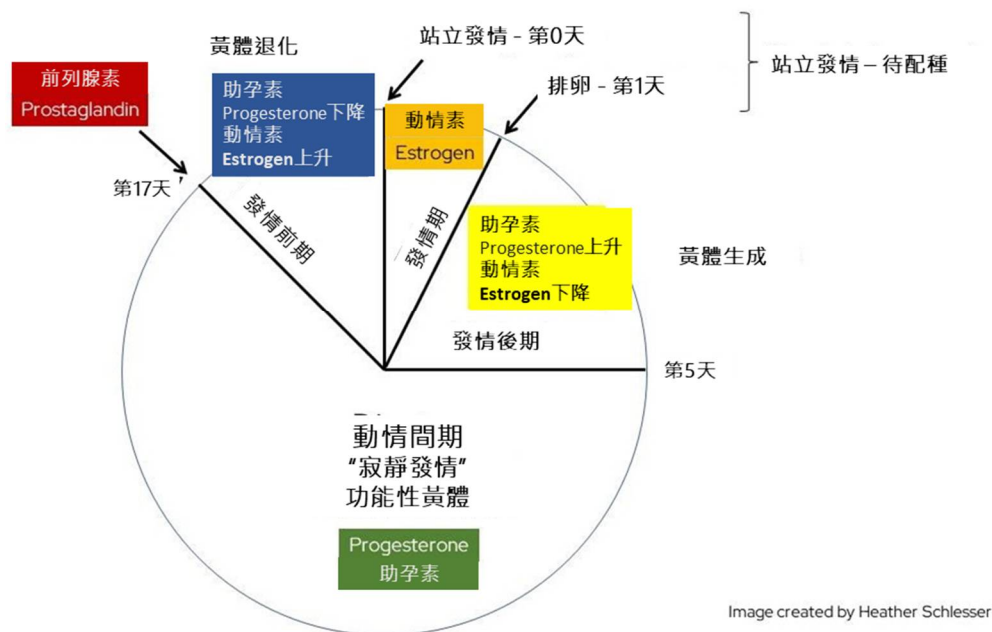 黃體退化
站立發情 - 第0天
站立發情 – 待配種
前列腺素
Prostaglandin
助孕素
Progesterone下降
動情素
Estrogen上升
排卵 - 第1天
動情素
Estrogen
第17天
發情前期
發情期
助孕素
Progesterone上升
動情素
Estrogen下降
黃體生成
發情後期
第5天
動情間期
“寂靜發情”
功能性黃體
Progesterone
助孕素
Image created by Heather Schlesser